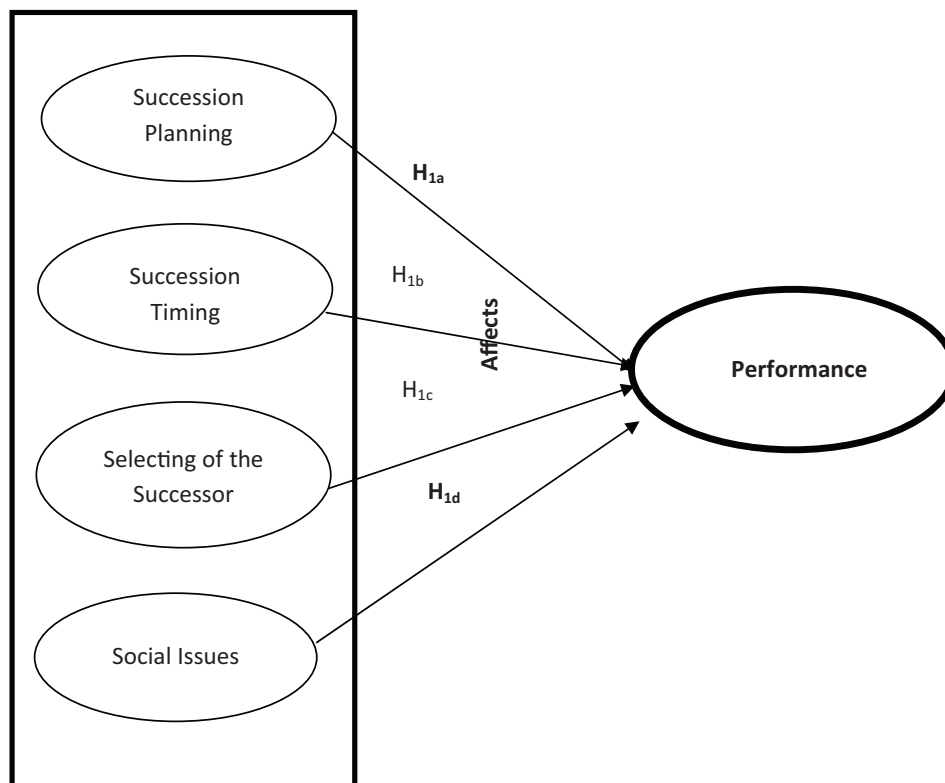 Succession
Planning
H1a
Succession
Timing
H1b
Affects
Performance
H1c
Selecting of the
Successor
H1d
Social Issues